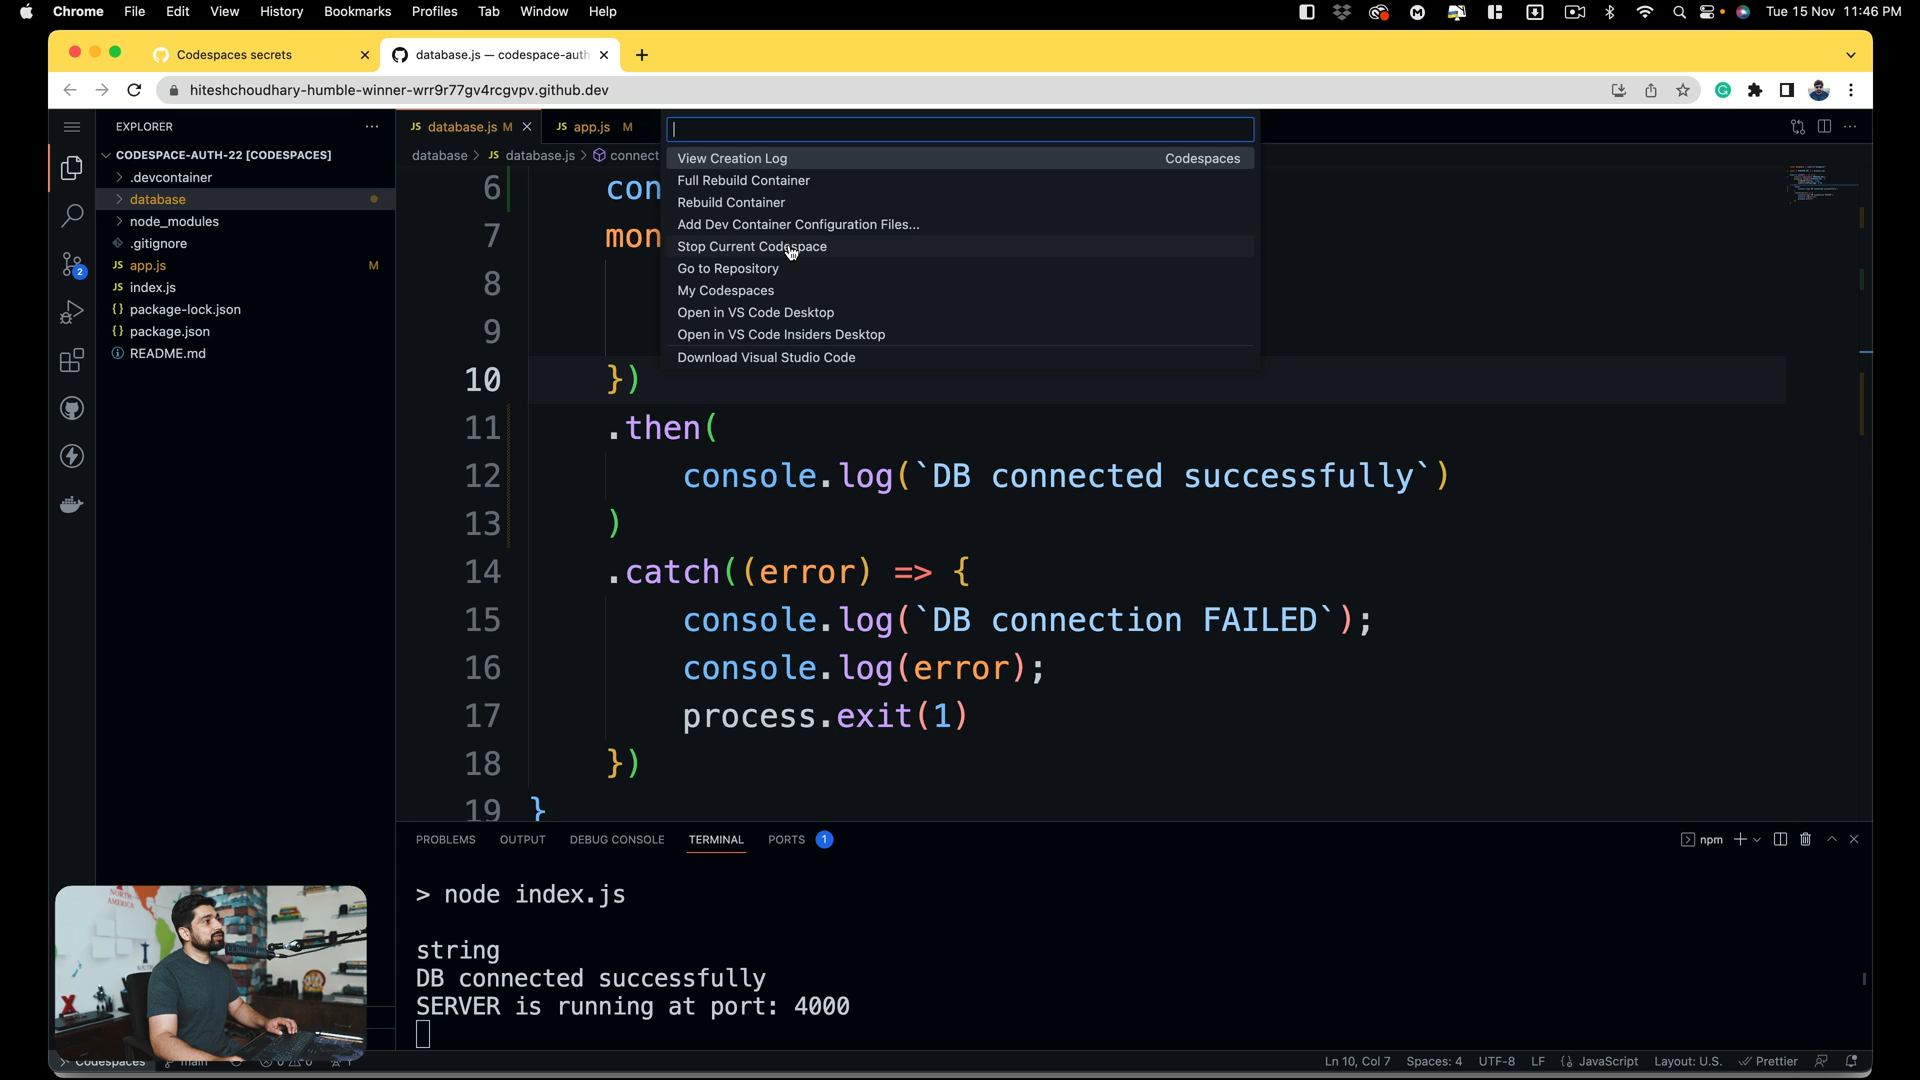 Chrome File Edit View History Bookmarks Profiles Tab Window Help Tue 15 Nov 11:46 PM
Codespaces secrets database.js — codespace-auth
hiteshchoudhary-humble-winner-wrr9r77gv4rcgvpv.github.dev
EXPLORER
CODESPACE-AUTH-22 [CODESPACES]
> .devcontainer
> database
> node_modules
.gitignore
JS app.js M
JS index.js
{} package-lock.json
{} package.json
README.md
2
JS database.js M JS app.js M
database > JS database.js > connect
View Creation Log Codespaces
Full Rebuild Container
Rebuild Container
Add Dev Container Configuration Files...
Stop Current Codespace
Go to Repository
My Codespaces
Open in VS Code Desktop
Open in VS Code Insiders Desktop
Download Visual Studio Code
6 con
7 mon
8
9
10 })
11 .then(
12 console.log(`DB connected successfully`)
13 )
14 .catch((error) => {
15 console.log(`DB connection FAILED`);
16 console.log(error);
17 process.exit(1)
18 })
19 }
PROBLEMS OUTPUT DEBUG CONSOLE TERMINAL PORTS 1 npm
> node index.js
string
DB connected successfully
SERVER is running at port: 4000
NORTH
AMERICA
Codespaces main
Ln 10, Col 7 Spaces: 4 UTF-8 LF {} JavaScript Layout: U.S. Prettier